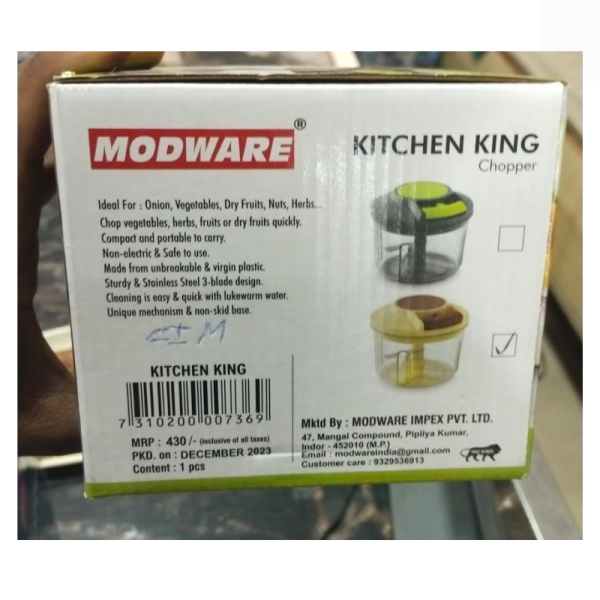 MODWARE®
KITCHEN KING
Chopper
Ideal For : Onion, Vegetables, Dry Fruits, Nuts, Herbs...
Chop vegetables, herbs, fruits or dry fruits quickly.
Compact and portable to carry.
Non-electric & Safe to use.
Made from unbreakable & virgin plastic.
Sturdy & Stainless Steel 3-blade design.
Cleaning is easy & quick with lukewarm water.
Unique mechanism & non-skid base.
KITCHEN KING
7 310200 007369
MRP : 430/- (Inclusive of all taxes)
PKD. on : DECEMBER 2023
Content : 1 pcs
Mktd By : MODWARE IMPEX PVT. LTD.
47, Mangal Compound, Pipliya Kumar,
Indor - 452010 (M.P.)
Email : modwareindia@gmail.com
Customer care : 9329536913